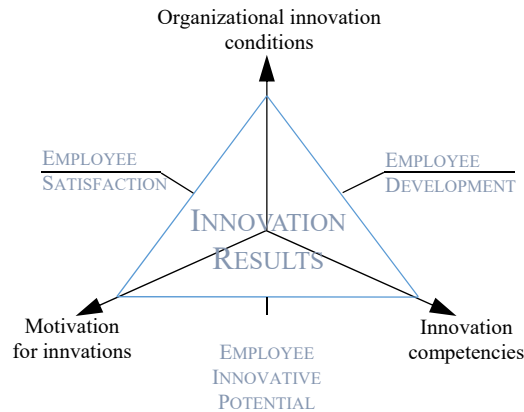 Organizational innovation
conditions
EMPLOYEE
SATISFACTION
EMPLOYEE
DEVELOPMENT
INNOVATION
RESULTS
Motivation
for innvations
Innovation
competencies
EMPLOYEE
INNOVATIVE
POTENTIAL